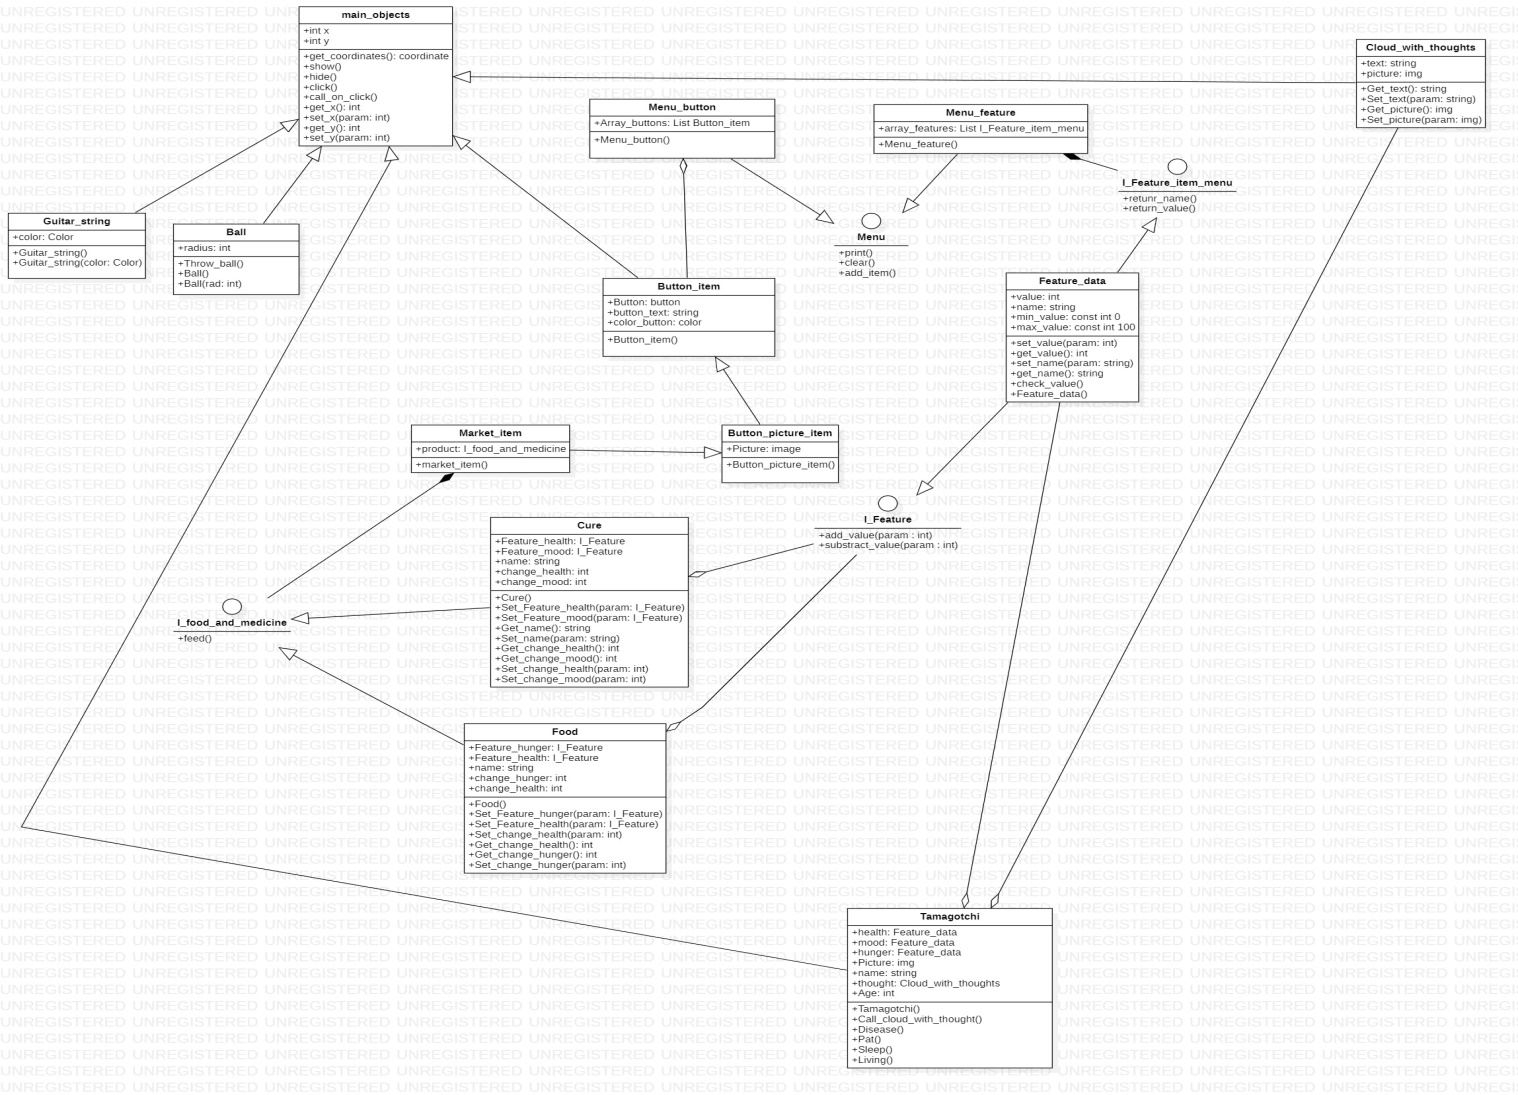 main_objects
+int x
+int y
+get_coordinates(): coordinate
+show()
+hide()
+click()
+call_on_click()
+get_x(): int
+set_x(param: int)
+get_y(): int
+set_y(param: int)
Cloud_with_thoughts
+text: string
+picture: img
+Get_text(): string
+Set_text(param: string)
+Get_picture(): img
+Set_picture(param: img)
Menu_button
+Array_buttons: List Button_item
+Menu_button()
Menu_feature
+array_features: List I_Feature_item_menu
+Menu_feature()
I_Feature_item_menu
+retunr_name()
+return_value()
Guitar_string
+color: Color
+Guitar_string()
+Guitar_string(color: Color)
Ball
+radius: int
+Throw_ball()
+Ball()
+Ball(rad: int)
Menu
+print()
+clear()
+add_item()
Button_item
+Button: button
+button_text: string
+color_button: color
+Button_item()
Feature_data
+value: int
+name: string
+min_value: const int 0
+max_value: const int 100
+set_value(param: int)
+get_value(): int
+set_name(param: string)
+get_name(): string
+check_value()
+Feature_data()
Market_item
+product: I_food_and_medicine
+market_item()
Button_picture_item
+Picture: image
+Button_picture_item()
I_Feature
+add_value(param : int)
+substract_value(param : int)
Cure
+Feature_health: I_Feature
+Feature_mood: I_Feature
+name: string
+change_health: int
+change_mood: int
+Cure()
+Set_Feature_health(param: I_Feature)
+Set_Feature_mood(param: I_Feature)
+Get_name(): string
+Set_name(param: string)
+Get_change_health(): int
+Get_change_mood(): int
+Set_change_health(param: int)
+Set_change_mood(param: int)
I_food_and_medicine
+feed()
Food
+Feature_hunger: I_Feature
+Feature_health: I_Feature
+name: string
+change_hunger: int
+change_health: int
+Food()
+Set_Feature_hunger(param: I_Feature)
+Set_Feature_health(param: I_Feature)
+Set_change_health(param: int)
+Get_change_health(): int
+Get_change_hunger(): int
+Set_change_hunger(param: int)
Tamagotchi
+health: Feature_data
+mood: Feature_data
+hunger: Feature_data
+Picture: img
+name: string
+thought: Cloud_with_thoughts
+Age: int
+Tamagotchi()
+Call_cloud_with_thought()
+Disease()
+Pat()
+Sleep()
+Living()